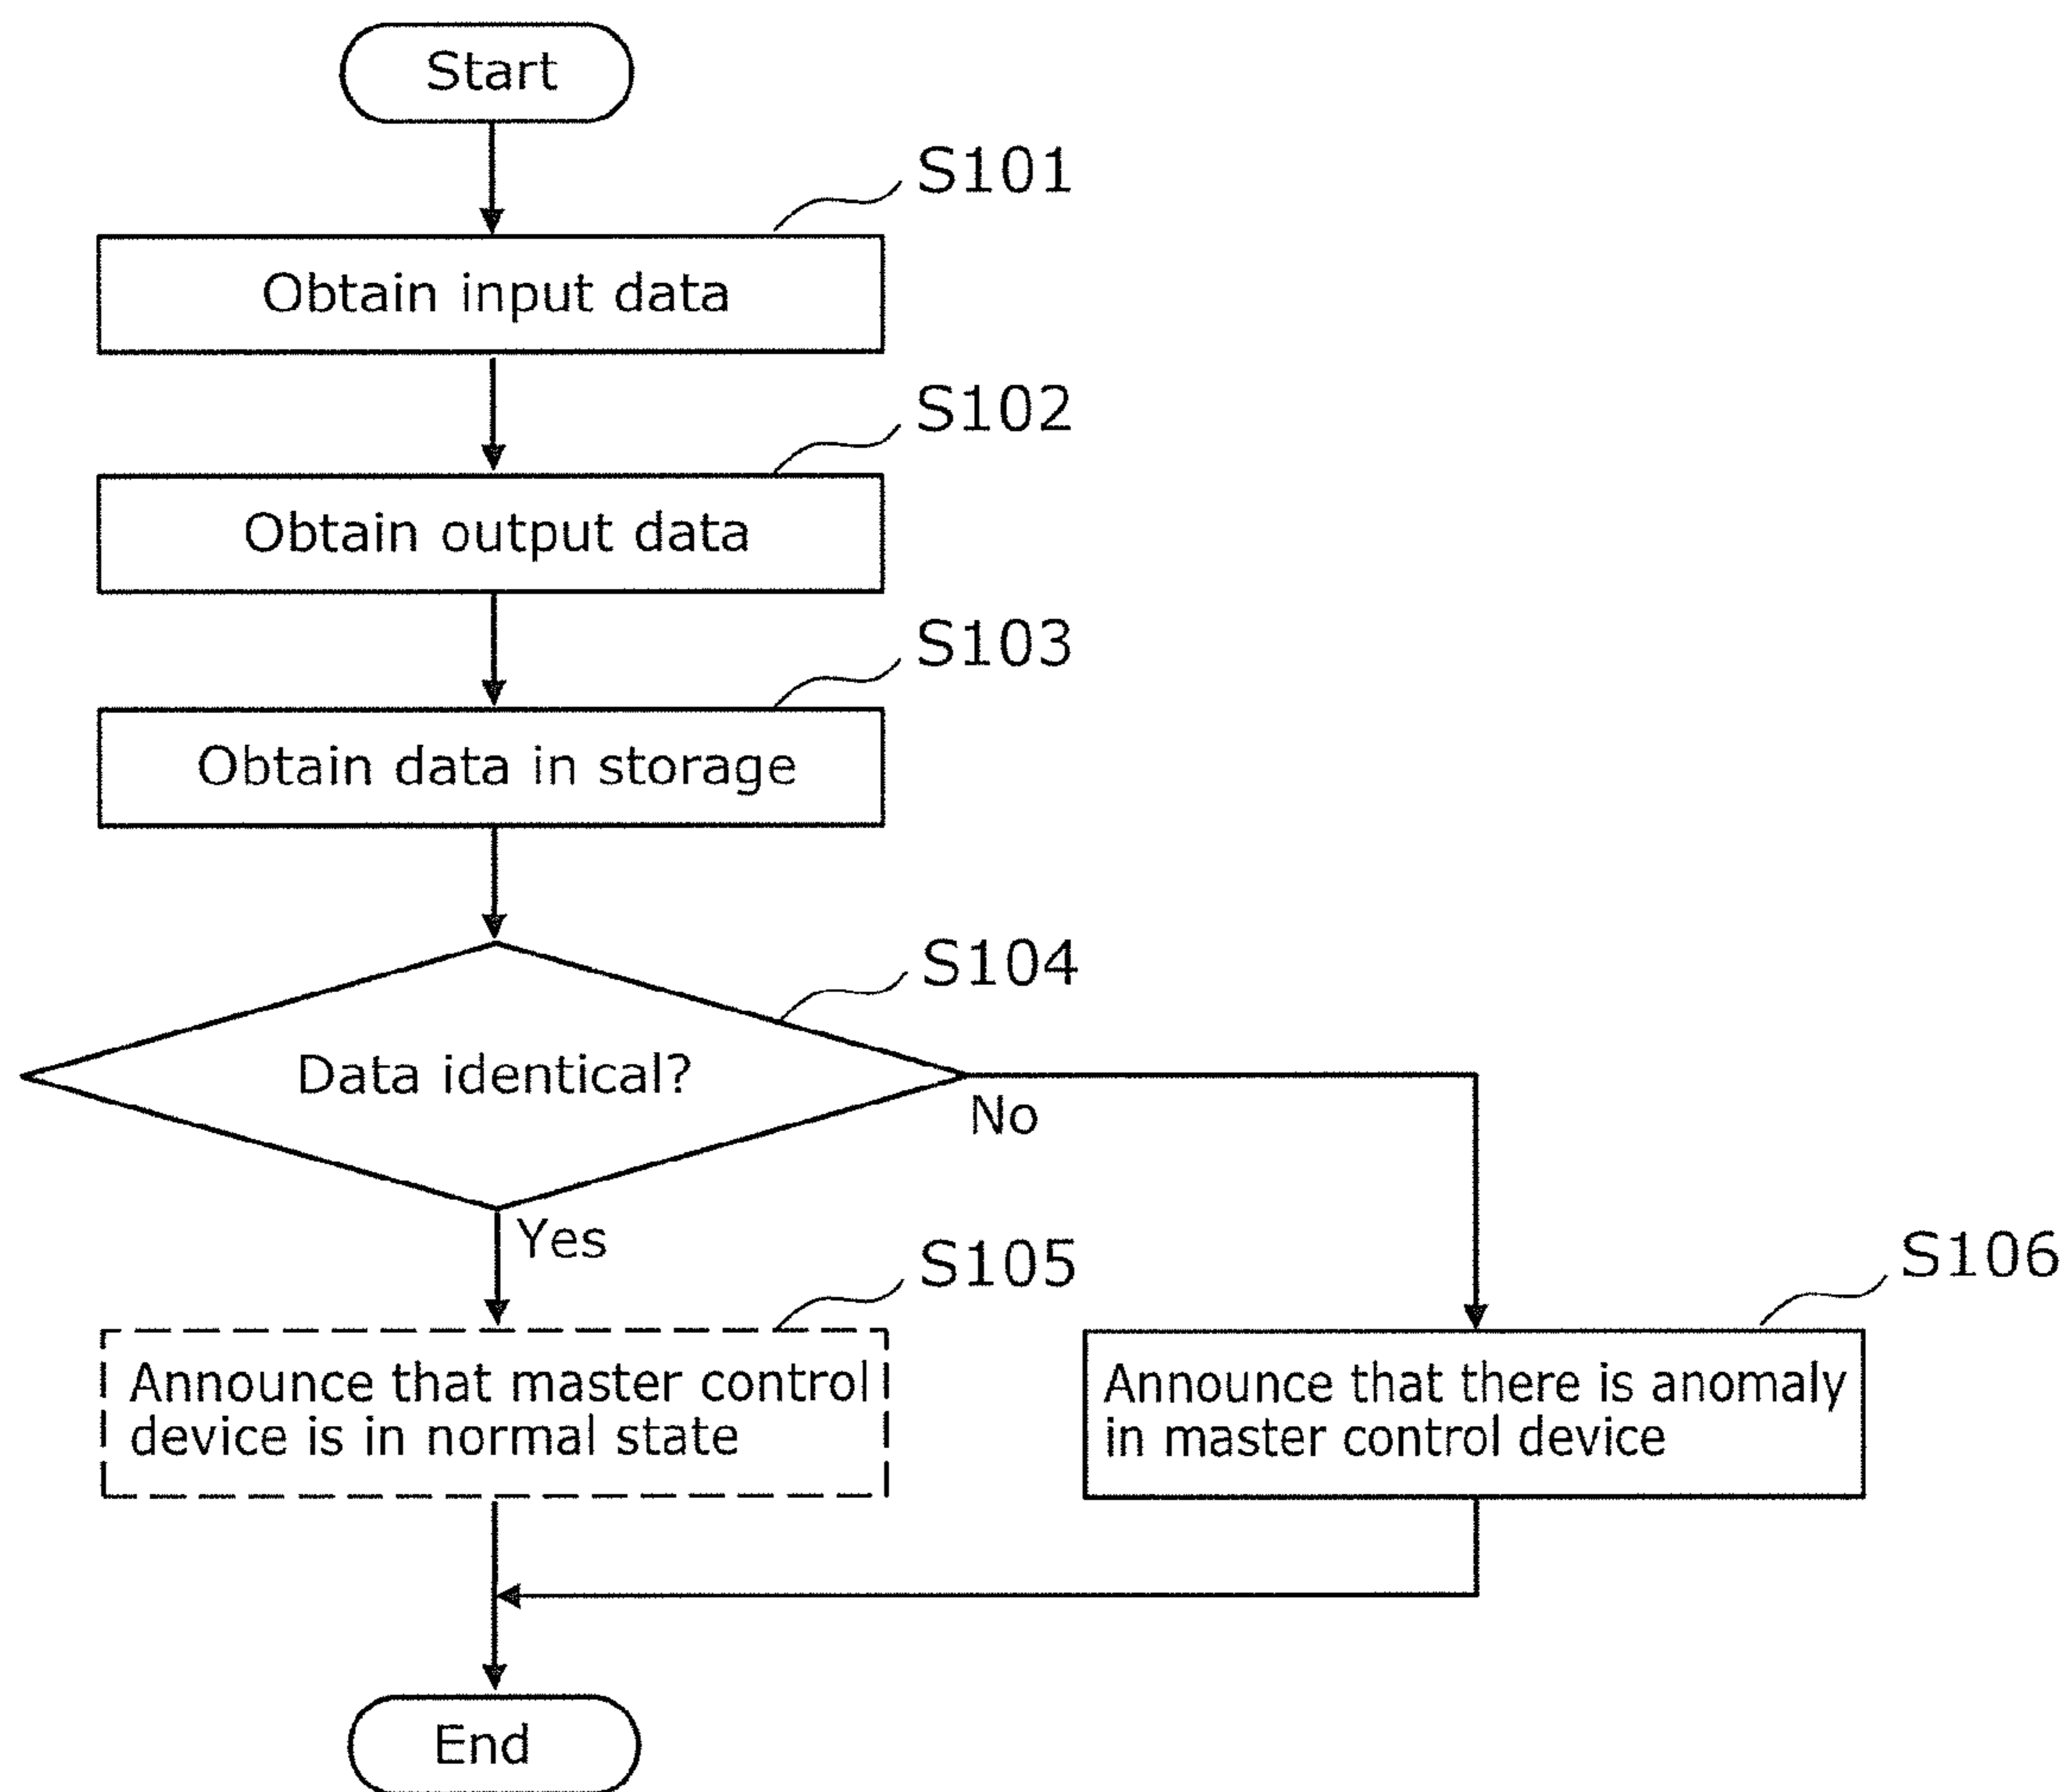 Start
S101
Obtain input data
S102
Obtain output data
S103
Obtain data in storage
S104
Data identical?
No
Yes
S105
Announce that master control
device is in normal state
S106
Announce that there is anomaly
in master control device
End